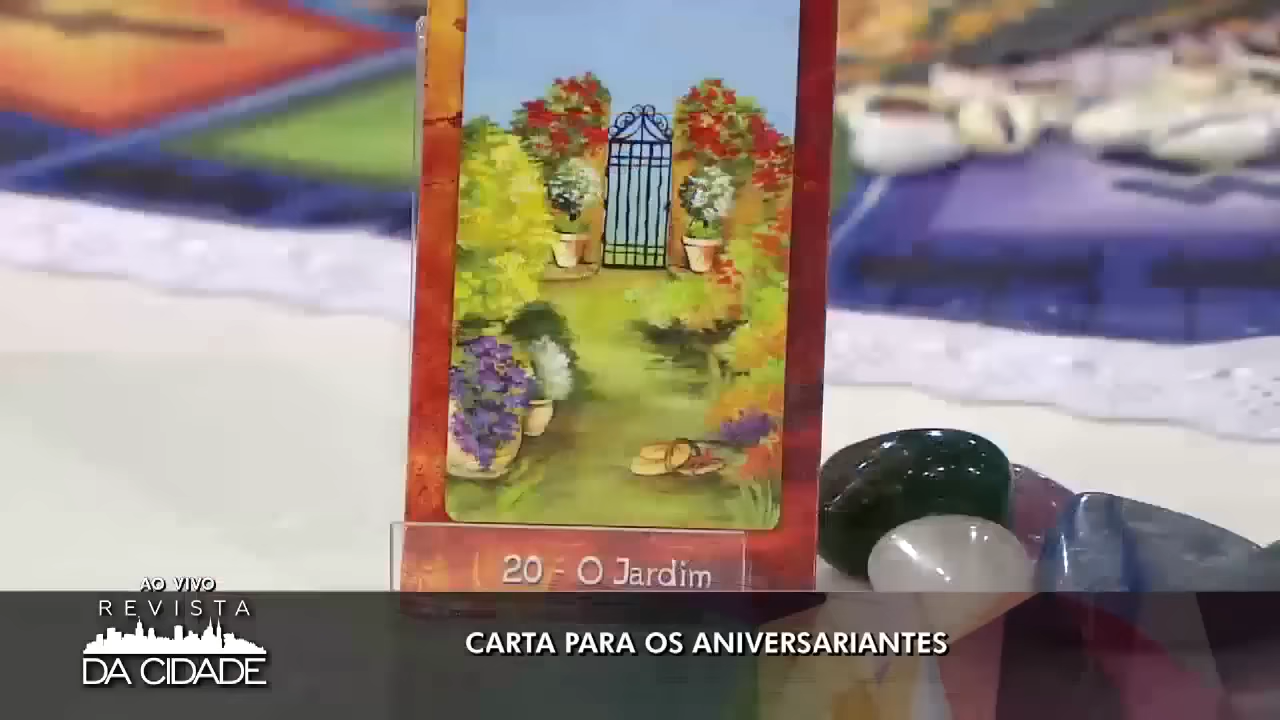 20 - O Jardim
AO VIVO
REVISTA
DA CIDADE
CARTA PARA OS ANIVERSARIANTES